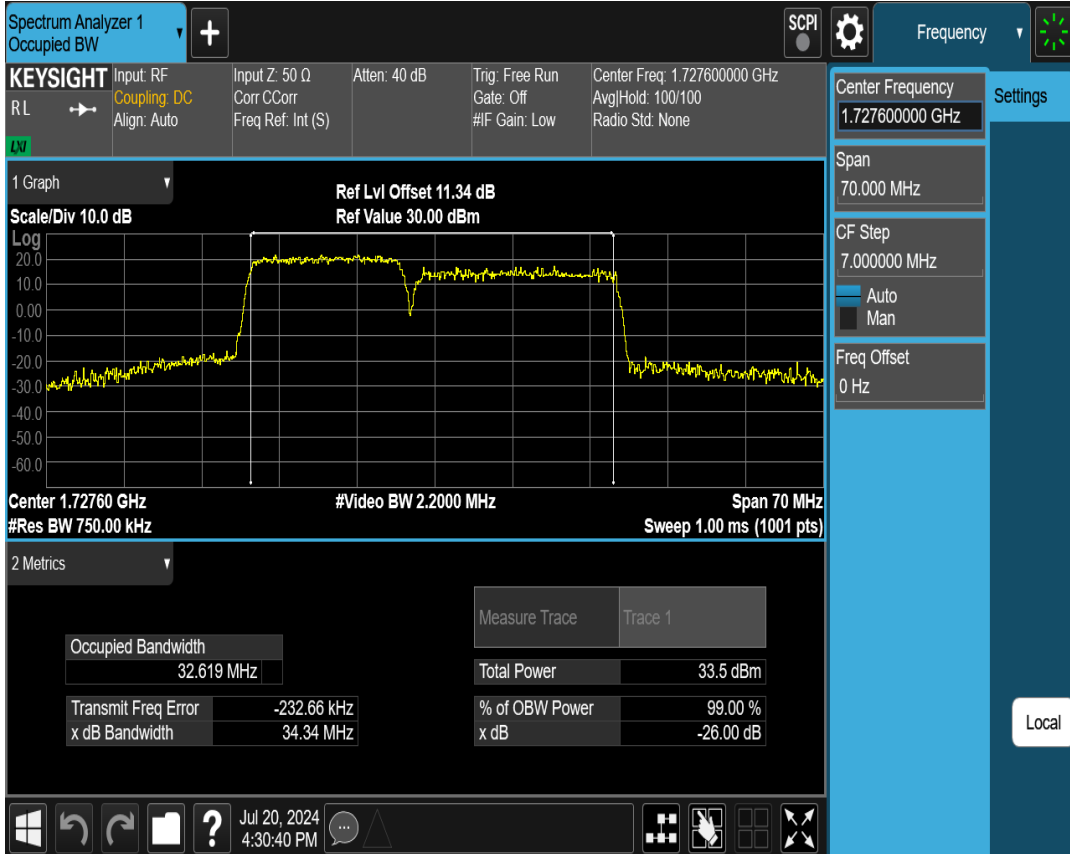 Spectrum Analyzer 1
Occupied BW
+
SCPI
Frequency
KEYSIGHT
RL
LXI
Input: RF
Coupling: DC
Align: Auto
Input Z: 50 Ω
Corr CCorr
Freq Ref: Int (S)
Atten: 40 dB
Trig: Free Run
Gate: Off
#IF Gain: Low
Center Freq: 1.727600000 GHz
Avg|Hold: 100/100
Radio Std: None
Center Frequency
1.727600000 GHz
Settings
Span
70.000 MHz
CF Step
7.000000 MHz
Auto
Man
Freq Offset
0 Hz
1 Graph
Scale/Div 10.0 dB
Ref Lvl Offset 11.34 dB
Ref Value 30.00 dBm
Log
20.0
10.0
0.00
-10.0
-20.0
-30.0
-40.0
-50.0
-60.0
Center 1.72760 GHz
#Video BW 2.2000 MHz
Span 70 MHz
#Res BW 750.00 kHz
Sweep 1.00 ms (1001 pts)
2 Metrics
Measure Trace Trace 1
Occupied Bandwidth
32.619 MHz
Total Power 33.5 dBm
Transmit Freq Error -232.66 kHz
% of OBW Power 99.00 %
x dB Bandwidth 34.34 MHz
x dB -26.00 dB
Local
?
Jul 20, 2024
4:30:40 PM